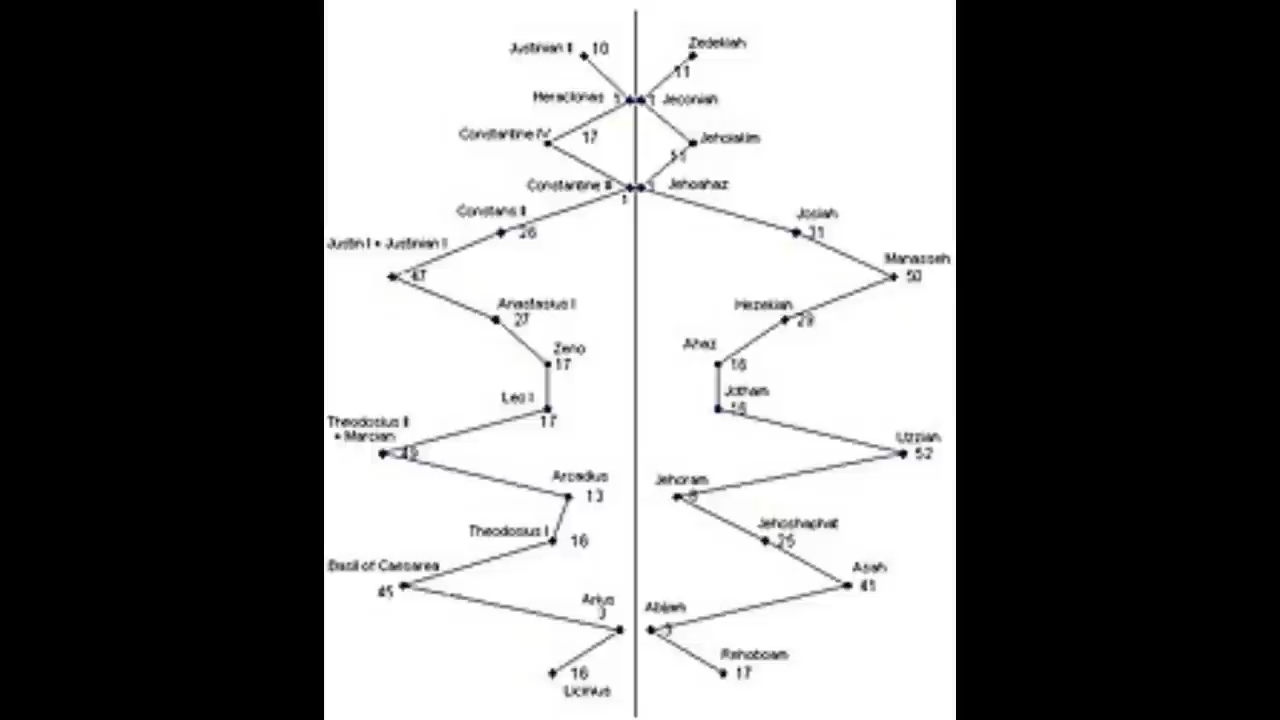 Justinian II 10 Zedekiah
11
Heraclonas 1 1 Jeconiah
Constantine IV 17 Jehoiakim
11
Constantine III 1 Jehoahaz
1
Constans II 26 Josiah
31
Justin I + Justinian I
47 Manasseh
50
Anastasius I 27 Hezekiah
29
Zeno 17 Ahaz
16
Leo I 17 Jotham
16
Theodosius II
+ Marcian
49 Uzziah
52
Arcadius 13 Jehoram
8
Theodosius I 16 Jehoshaphat
25
Basil of Caesarea
45 Asah
41
Arius
3 Abijam
3
Rehoboam
16 17
Licinius